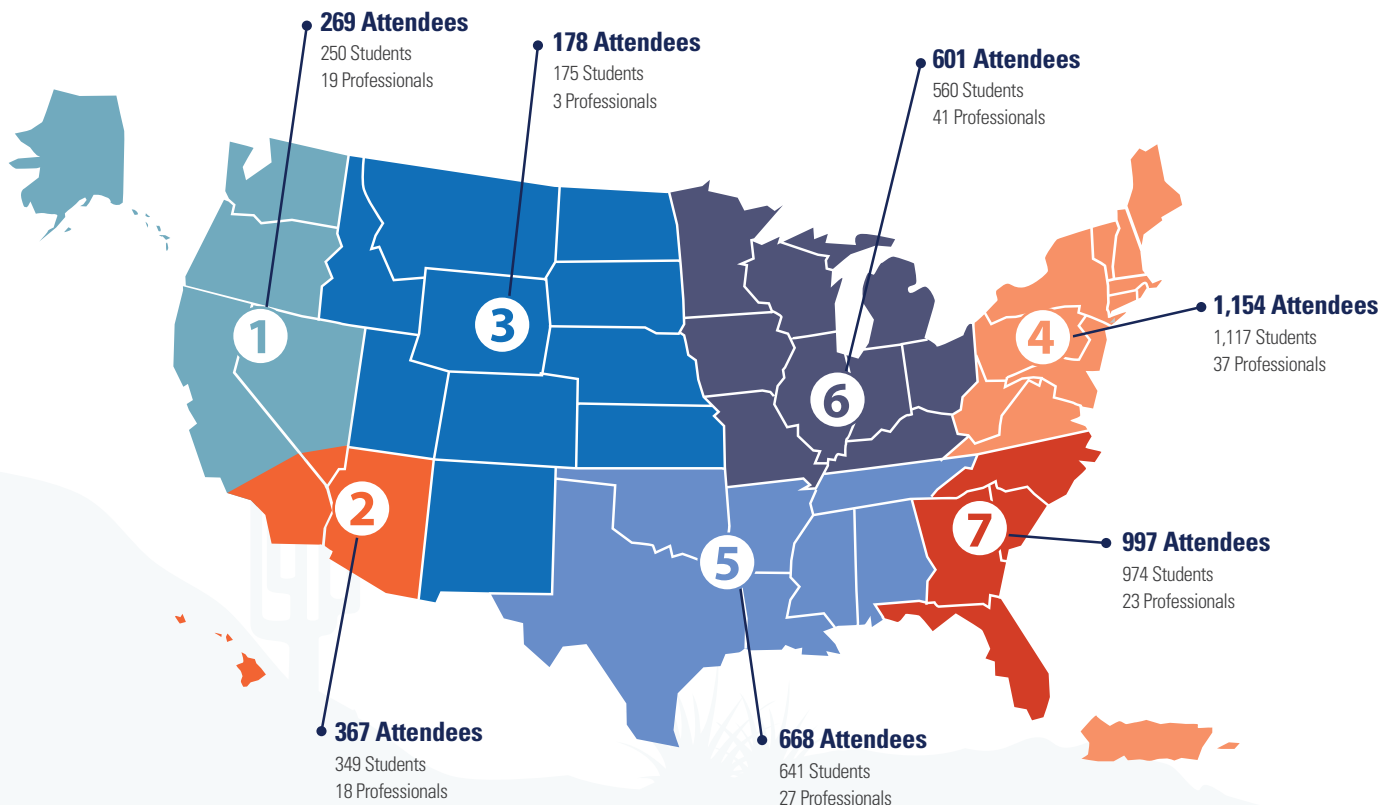 269 Attendees
250 Students
19 Professionals
178 Attendees
175 Students
3 Professionals
601 Attendees
560 Students
41 Professionals
1,154 Attendees
1,117 Students
37 Professionals
1
3
4
6
2
7
5
997 Attendees
974 Students
23 Professionals
367 Attendees
349 Students
18 Professionals
668 Attendees
641 Students
27 Professionals